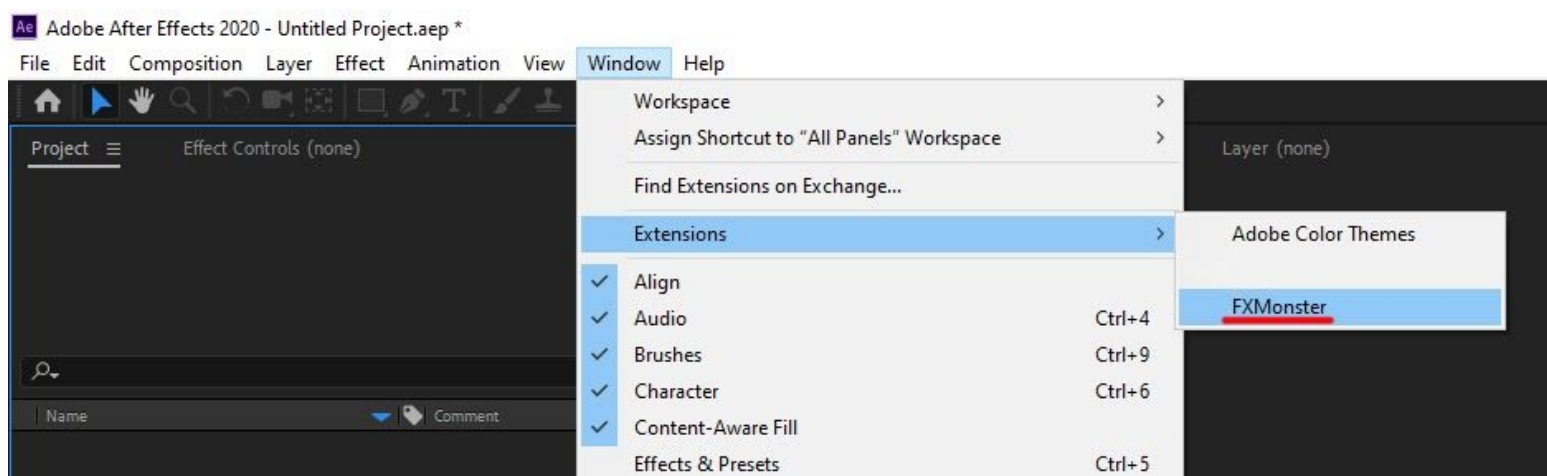 Ae Adobe After Effects 2020 - Untitled Project.aep *
File Edit Composition Layer Effect Animation View Window Help
Workspace >
Assign Shortcut to "All Panels" Workspace >
Project Effect Controls (none) Layer (none)
Find Extensions on Exchange...
Extensions > Adobe Color Themes
Align
FXMonster
Audio Ctrl+4
Brushes Ctrl+9
Character Ctrl+6
Name Comment
Content-Aware Fill
Effects & Presets Ctrl+5